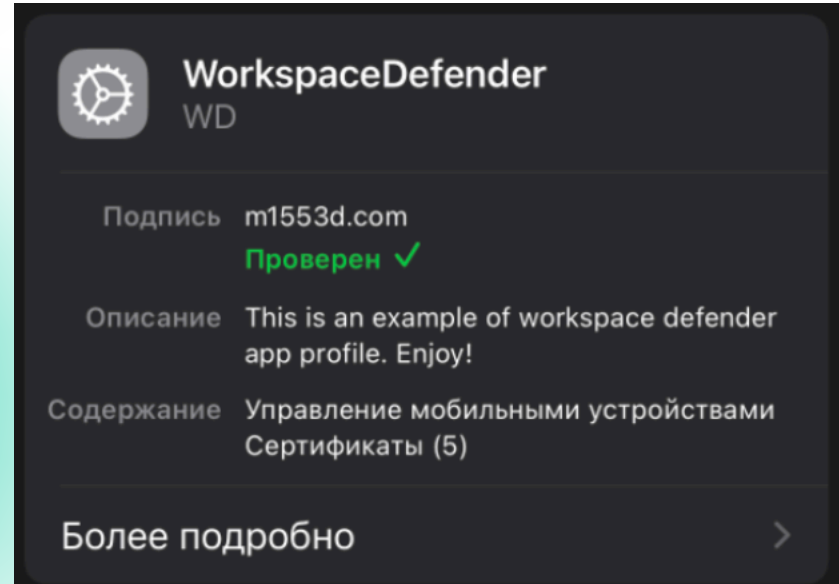 WorkspaceDefender
WD
Подпись m1553d.com
Проверен ✓
Описание This is an example of workspace defender
app profile. Enjoy!
Содержание Управление мобильными устройствами
Сертификаты (5)
Более подробно